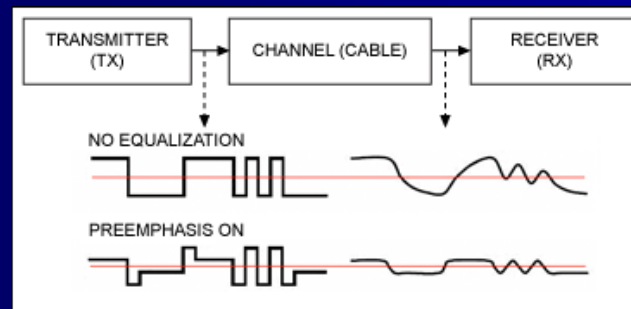 TRANSMITTER
(TX)
CHANNEL (CABLE)
RECEIVER
(RX)
NO EQUALIZATION
PREEMPHASIS ON